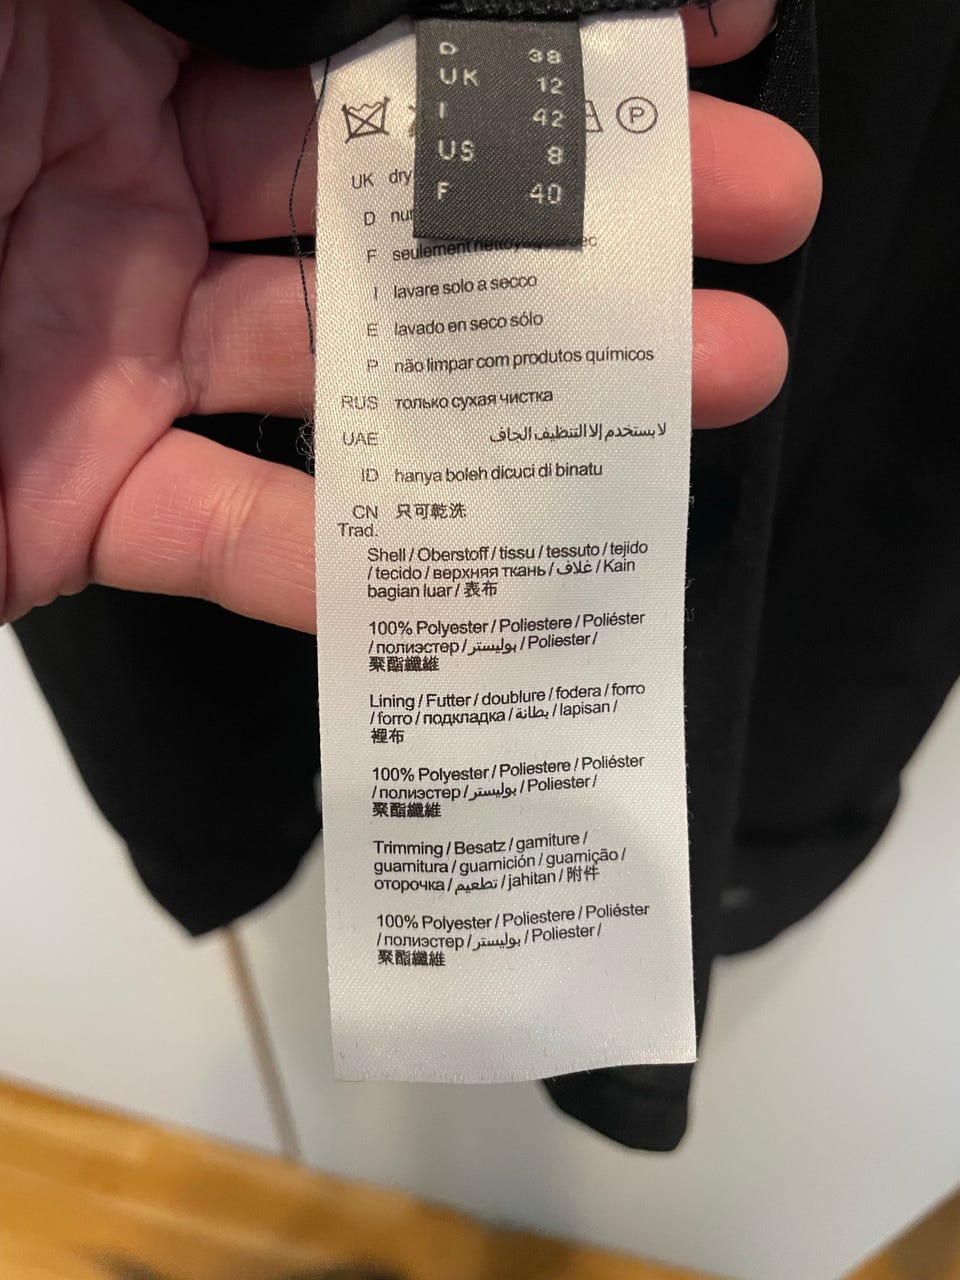 D 38
UK 12
I 42
US 8
F 40
P
UK dry
D
F seulement
I lavare solo a secco
E lavado en seco sólo
P não limpar com produtos químicos
RUS только сухая чистка
UAE لا يستخدم إلا التنظيف الجاف
ID hanya boleh dicuci di binatu
CN 只可乾洗
Trad.
Shell / Oberstoff / tissu / tessuto / tejido
/ tecido / верхняя ткань / غلاف / Kain
bagian luar / 表布
100% Polyester / Poliestere / Poliéster
/ полиэстер / بوليستر / Poliester /
聚酯纖維
Lining / Futter / doublure / fodera / forro
/ forro / подкладка / بطانة / lapisan /
裡布
100% Polyester / Poliestere / Poliéster
/ полиэстер / بوليستر / Poliester /
聚酯纖維
Trimming / Besatz / garniture /
guarnitura / guarnición / guarnição /
оторочка / تطعيم / jahitan / 附件
100% Polyester / Poliestere / Poliéster
/ полиэстер / بوليستر / Poliester /
聚酯纖維